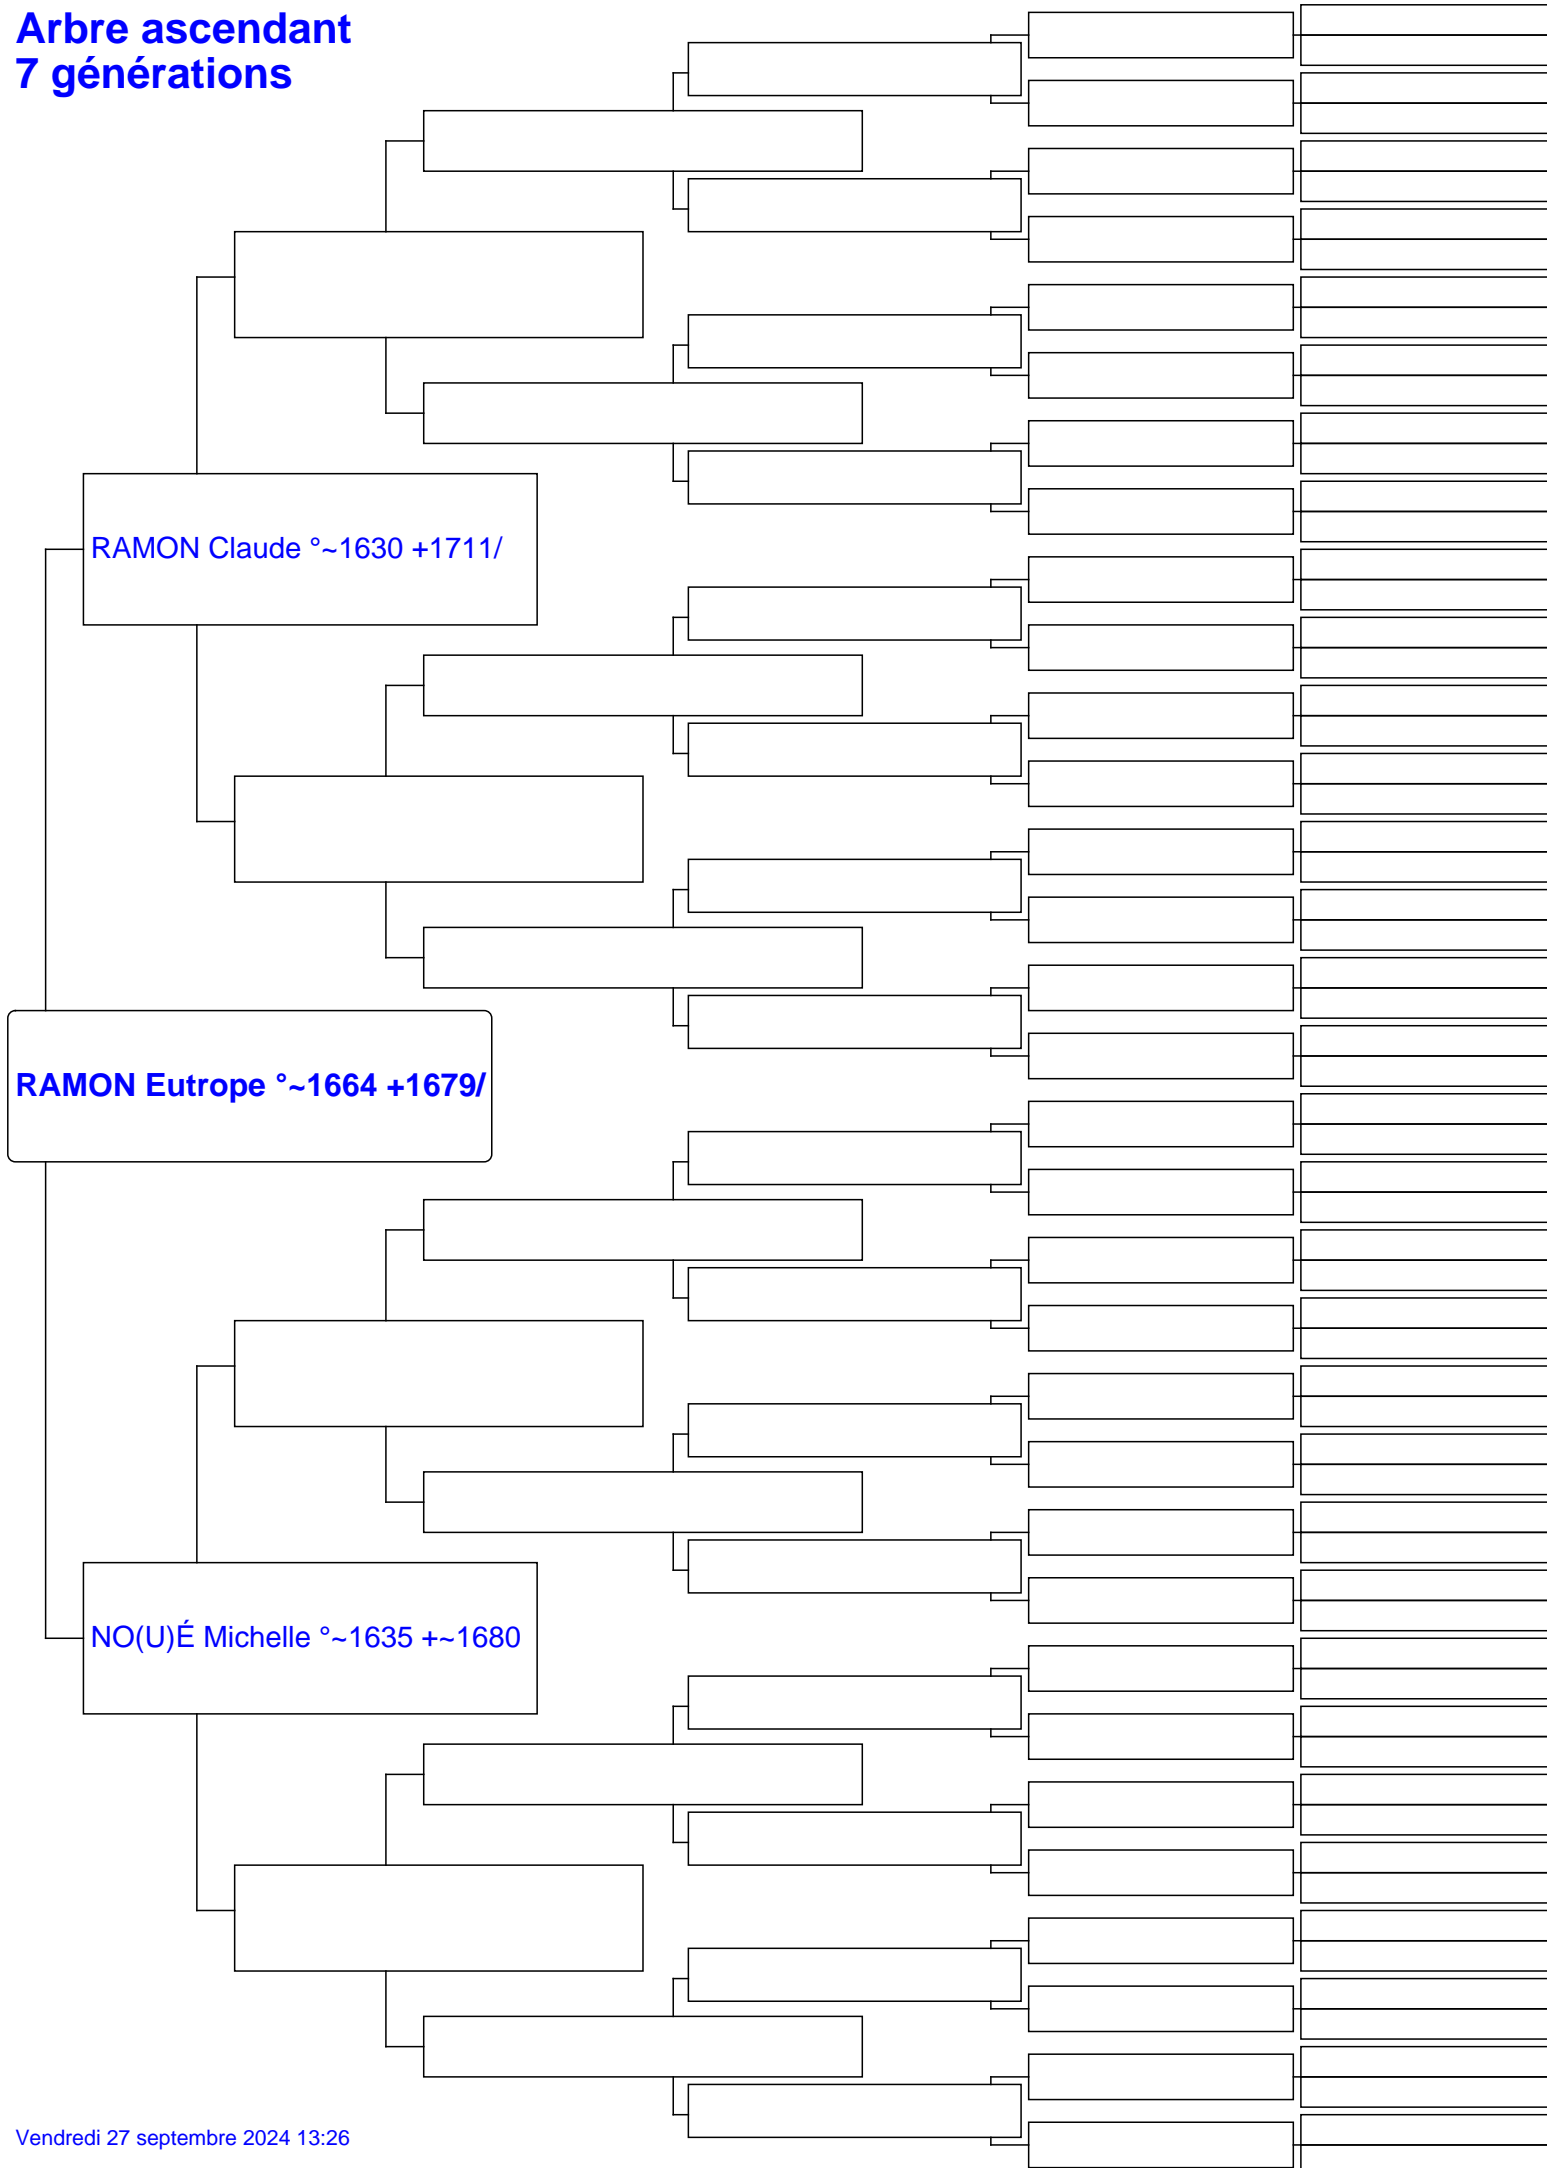 Arbre ascendant
7 générations
RAMON Claude °~1630 +1711/
RAMON Eutrope °~1664 +1679/
NO(U)É Michelle °~1635 +~1680
Vendredi 27 septembre 2024 13:26